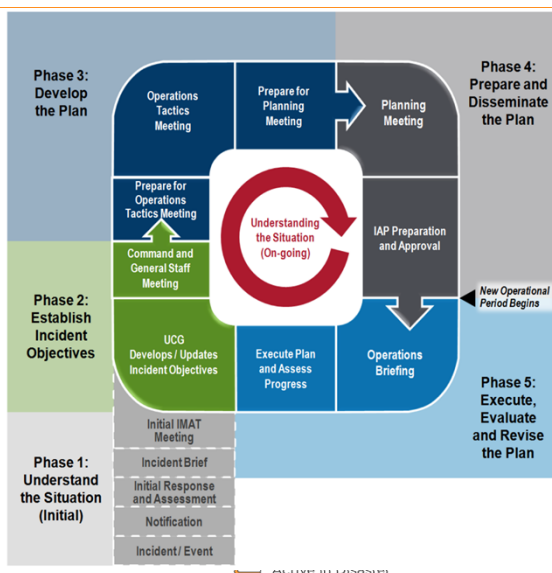 Phase 3:
Develop
the Plan
Operations
Tactics
Meeting
Prepare for
Planning
Meeting
Planning
Meeting
Phase 4:
Prepare and
Disseminate
the Plan
Prepare for
Operations
Tactics Meeting
Understanding
the Situation
(On-going)
IAP Preparation
and Approval
Command and
General Staff
Meeting
Phase 2:
Establish
Incident
Objectives
New Operational
Period Begins
UCG
Develops / Updates
Incident Objectives
Execute Plan
and Assess
Progress
Operations
Briefing
Phase 5:
Execute,
Evaluate
and Revise
the Plan
Phase 1:
Understand
the Situation
(Initial)
Initial IMAT
Meeting
Incident Brief
Initial Response
and Assessment
Notification
Incident / Event
Active in Disaster